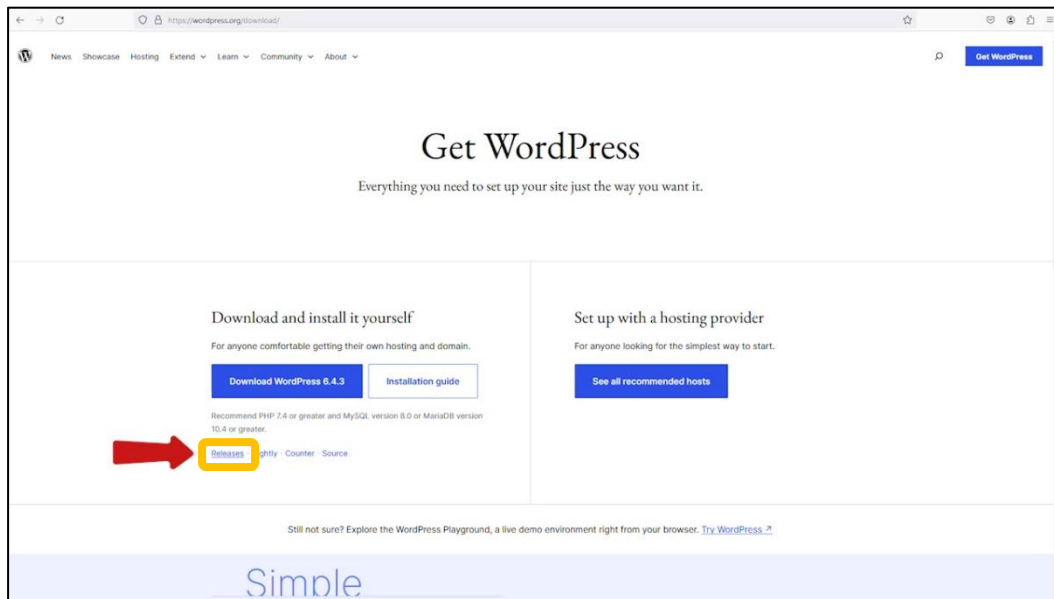 https://wordpress.org/download/
News Showcase Hosting Extend Learn Community About
Get WordPress
Get WordPress
Everything you need to set up your site just the way you want it.
Download and install it yourself
For anyone comfortable getting their own hosting and domain.
Download WordPress 6.4.3 Installation guide
Recommend PHP 7.4 or greater and MySQL version 8.0 or MariaDB version
10.4 or greater.
Releases · ghtly · Counter · Source
Set up with a hosting provider
For anyone looking for the simplest way to start.
See all recommended hosts
Still not sure? Explore the WordPress Playground, a live demo environment right from your browser. Try WordPress ↗
Simple